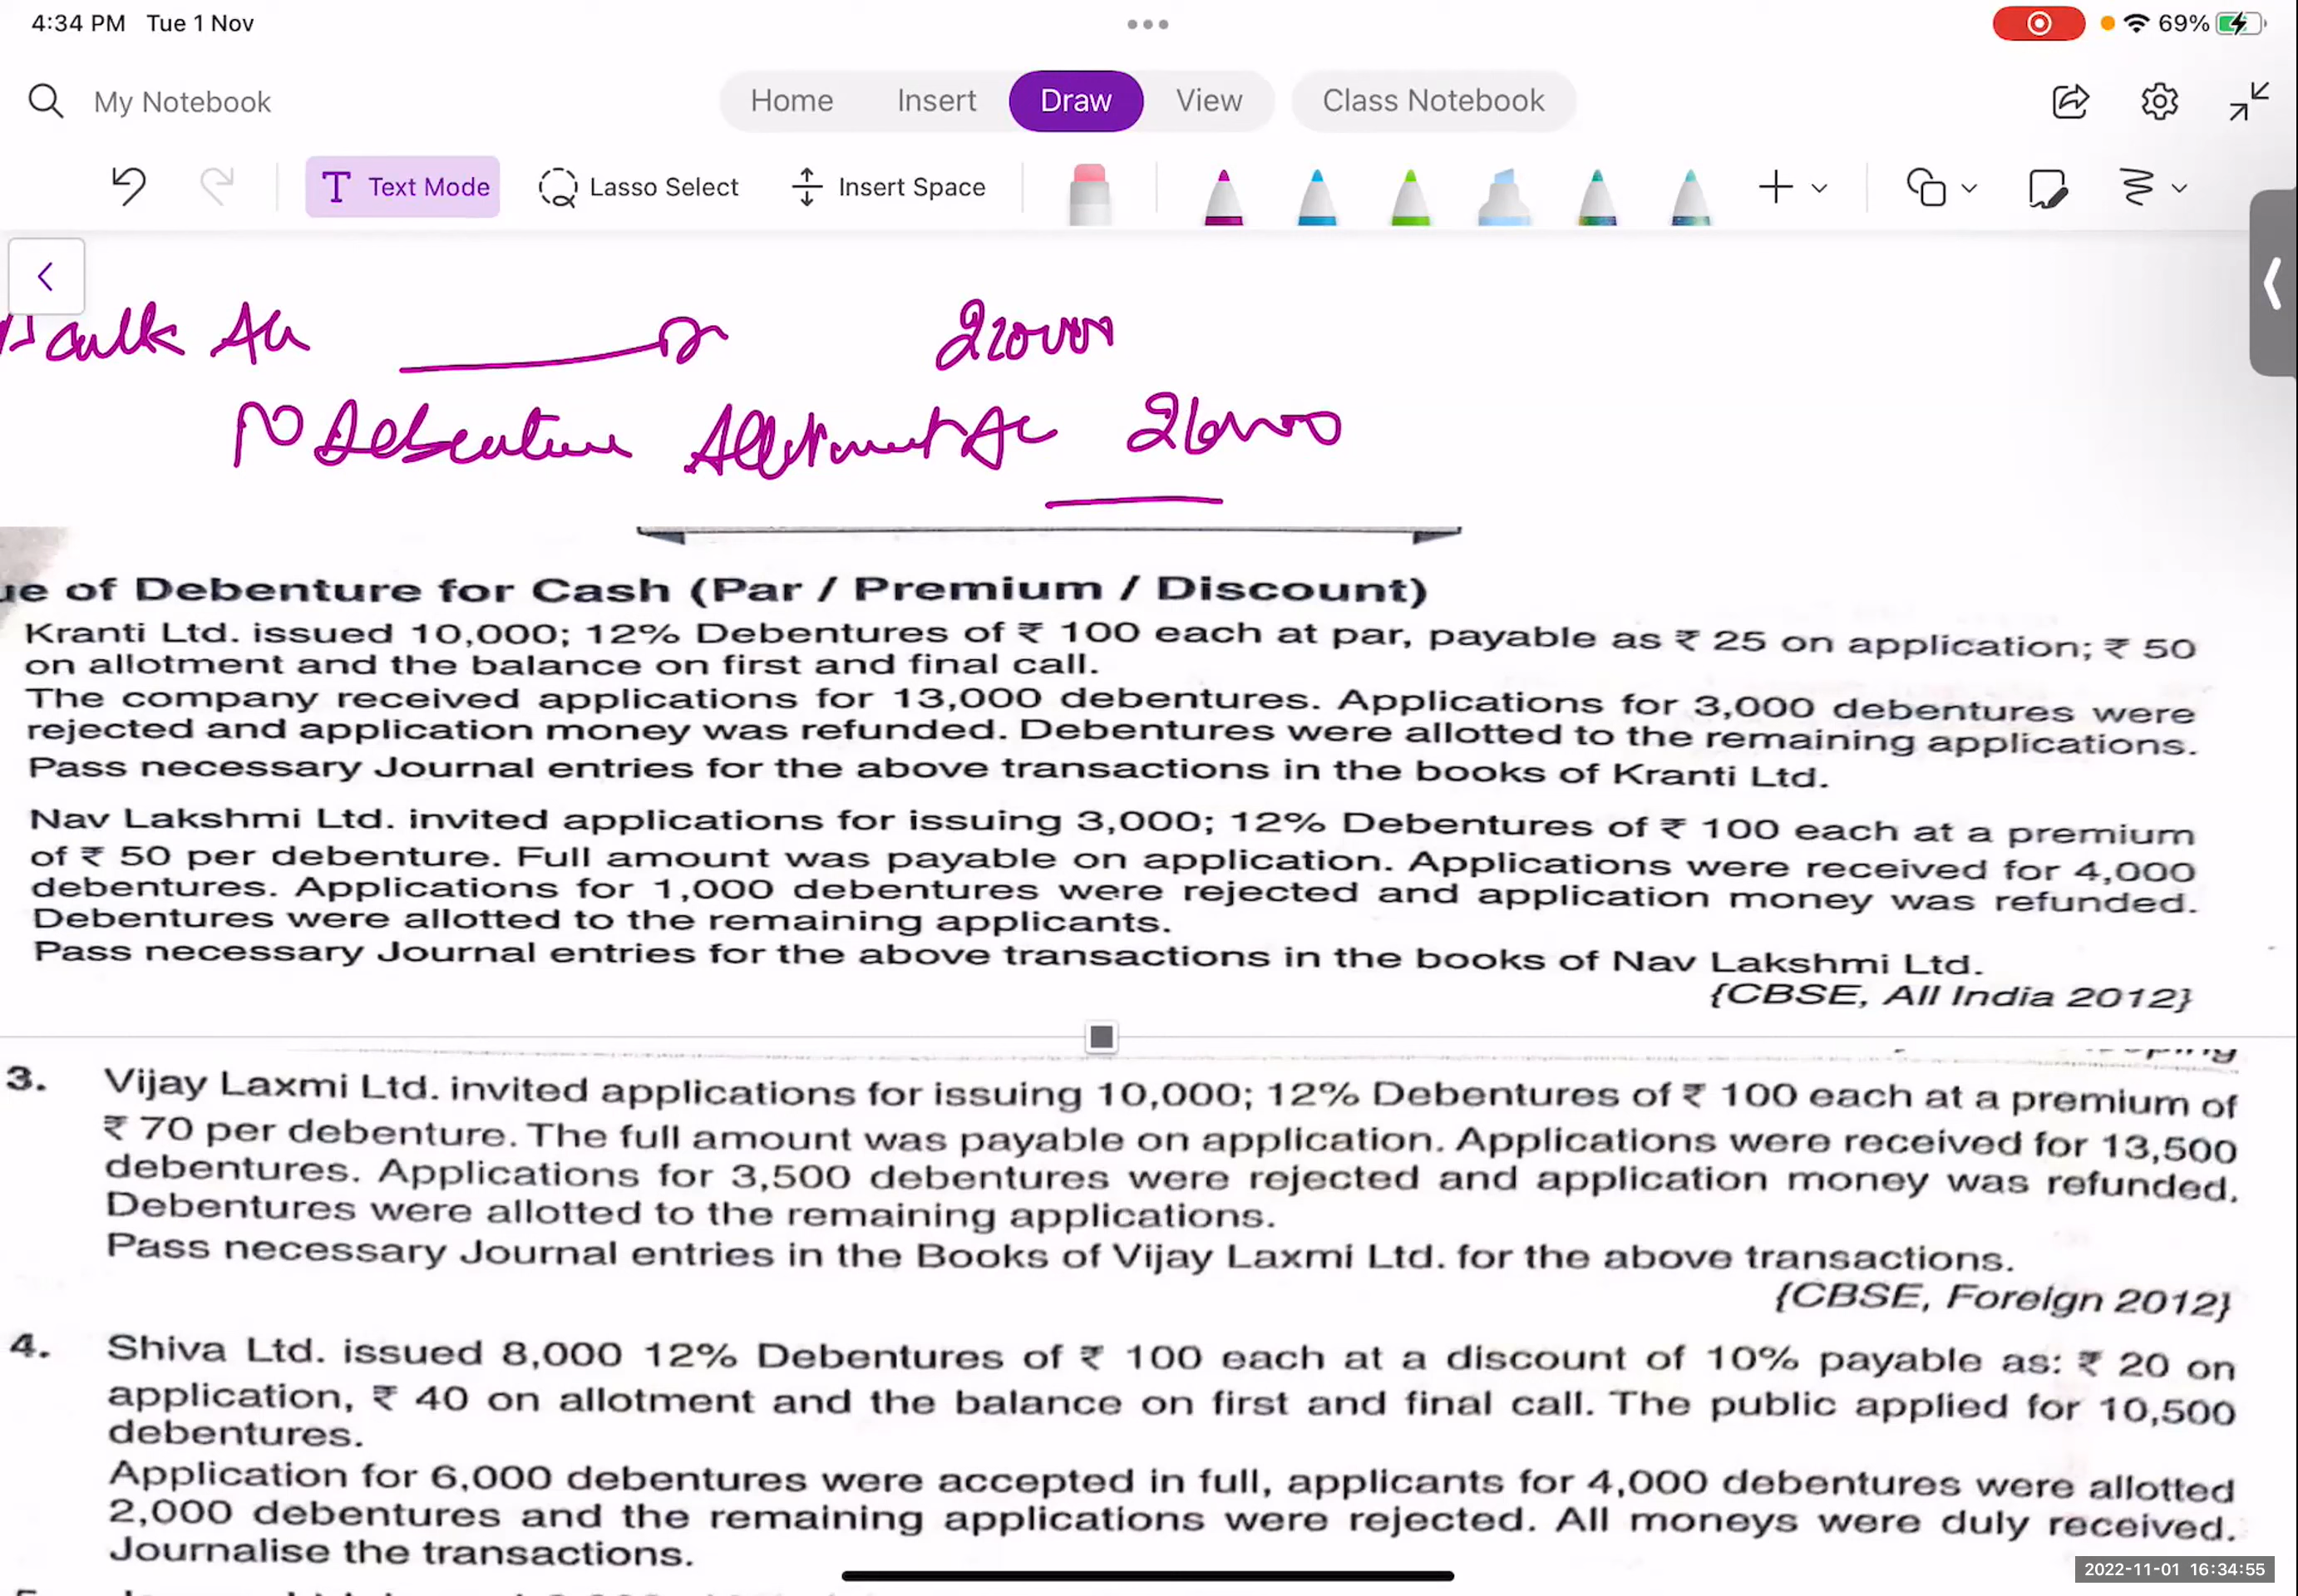 4:34 PM Tue 1 Nov
69%
My Notebook
Home Insert Draw View Class Notebook
Text Mode Lasso Select Insert Space
Debenture Allotment Ac
ue of Debenture for Cash (Par / Premium / Discount)
Kranti Ltd. issued 10,000; 12% Debentures of ₹ 100 each at par, payable as ₹ 25 on application; ₹ 50
on allotment and the balance on first and final call.
The company received applications for 13,000 debentures. Applications for 3,000 debentures were
rejected and application money was refunded. Debentures were allotted to the remaining applications.
Pass necessary Journal entries for the above transactions in the books of Kranti Ltd.
Nav Lakshmi Ltd. invited applications for issuing 3,000; 12% Debentures of ₹ 100 each at a premium
of ₹ 50 per debenture. Full amount was payable on application. Applications were received for 4,000
debentures. Applications for 1,000 debentures were rejected and application money was refunded.
Debentures were allotted to the remaining applicants.
Pass necessary Journal entries for the above transactions in the books of Nav Lakshmi Ltd.
{CBSE, All India 2012}
3. Vijay Laxmi Ltd. invited applications for issuing 10,000; 12% Debentures of ₹ 100 each at a premium of
₹ 70 per debenture. The full amount was payable on application. Applications were received for 13,500
debentures. Applications for 3,500 debentures were rejected and application money was refunded.
Debentures were allotted to the remaining applications.
Pass necessary Journal entries in the Books of Vijay Laxmi Ltd. for the above transactions.
{CBSE, Foreign 2012}
4. Shiva Ltd. issued 8,000 12% Debentures of ₹ 100 each at a discount of 10% payable as: ₹ 20 on
application, ₹ 40 on allotment and the balance on first and final call. The public applied for 10,500
debentures.
Application for 6,000 debentures were accepted in full, applicants for 4,000 debentures were allotted
2,000 debentures and the remaining applications were rejected. All moneys were duly received.
Journalise the transactions.
2022-11-01 16:34:55